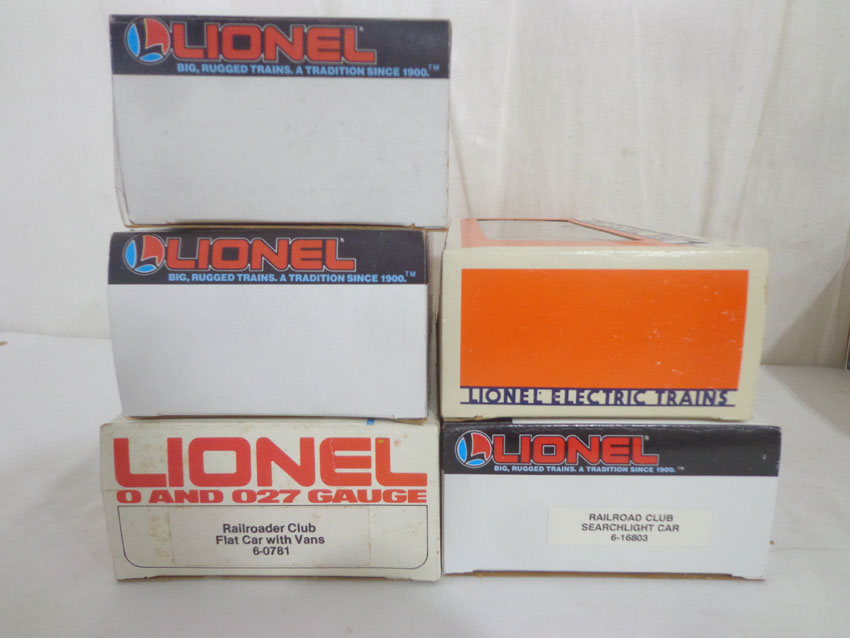 LIONEL
BIG, RUGGED TRAINS. A TRADITION SINCE 1900.™
LIONEL
BIG, RUGGED TRAINS. A TRADITION SINCE 1900.™
LIONEL ELECTRIC TRAINS
LIONEL®
O AND O27 GAUGE
Railroader Club
Flat Car with Vans
6-0781
LIONEL
BIG, RUGGED TRAINS. A TRADITION SINCE 1900.™
RAILROAD CLUB
SEARCHLIGHT CAR
6-16803